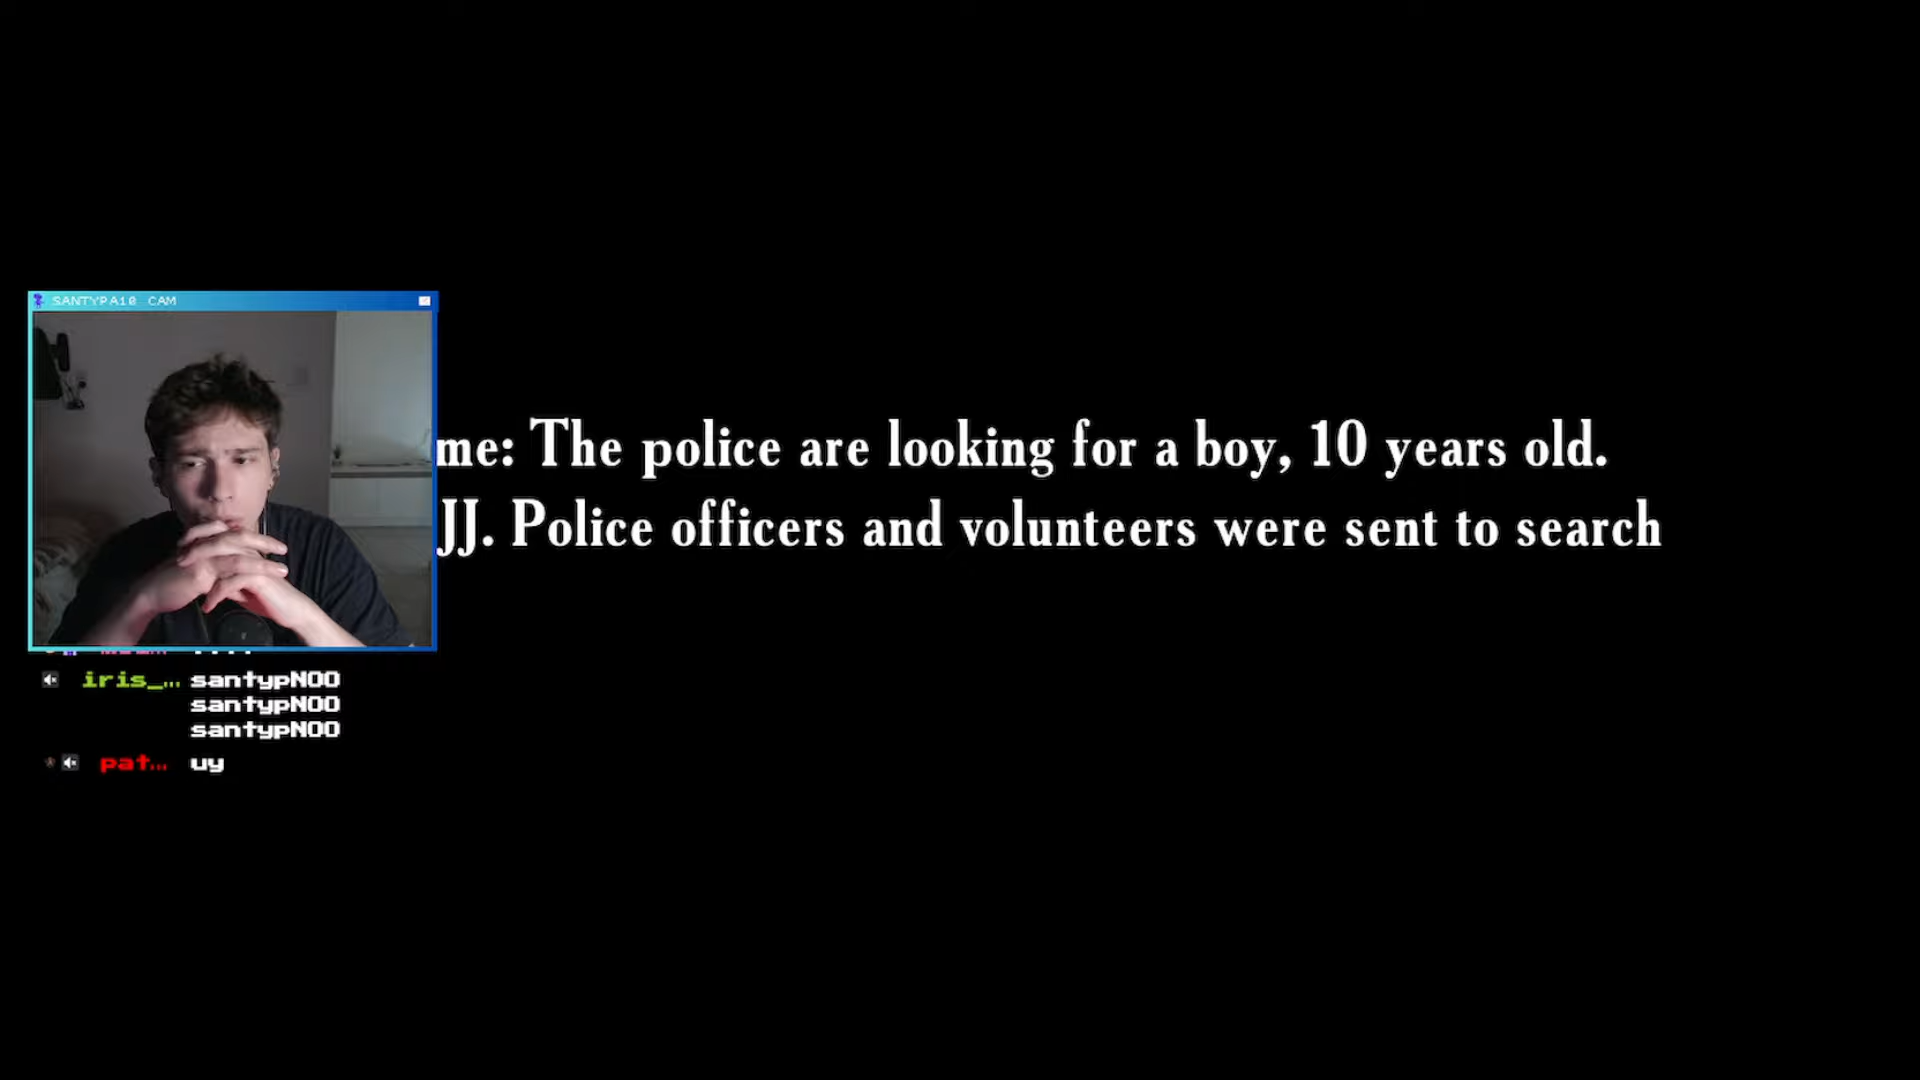 SANTYPA10 CAM
me: The police are looking for a boy, 10 years old.
JJ. Police officers and volunteers were sent to search
iris_... santypNOO
santypNOO
santypNOO
pat... uy